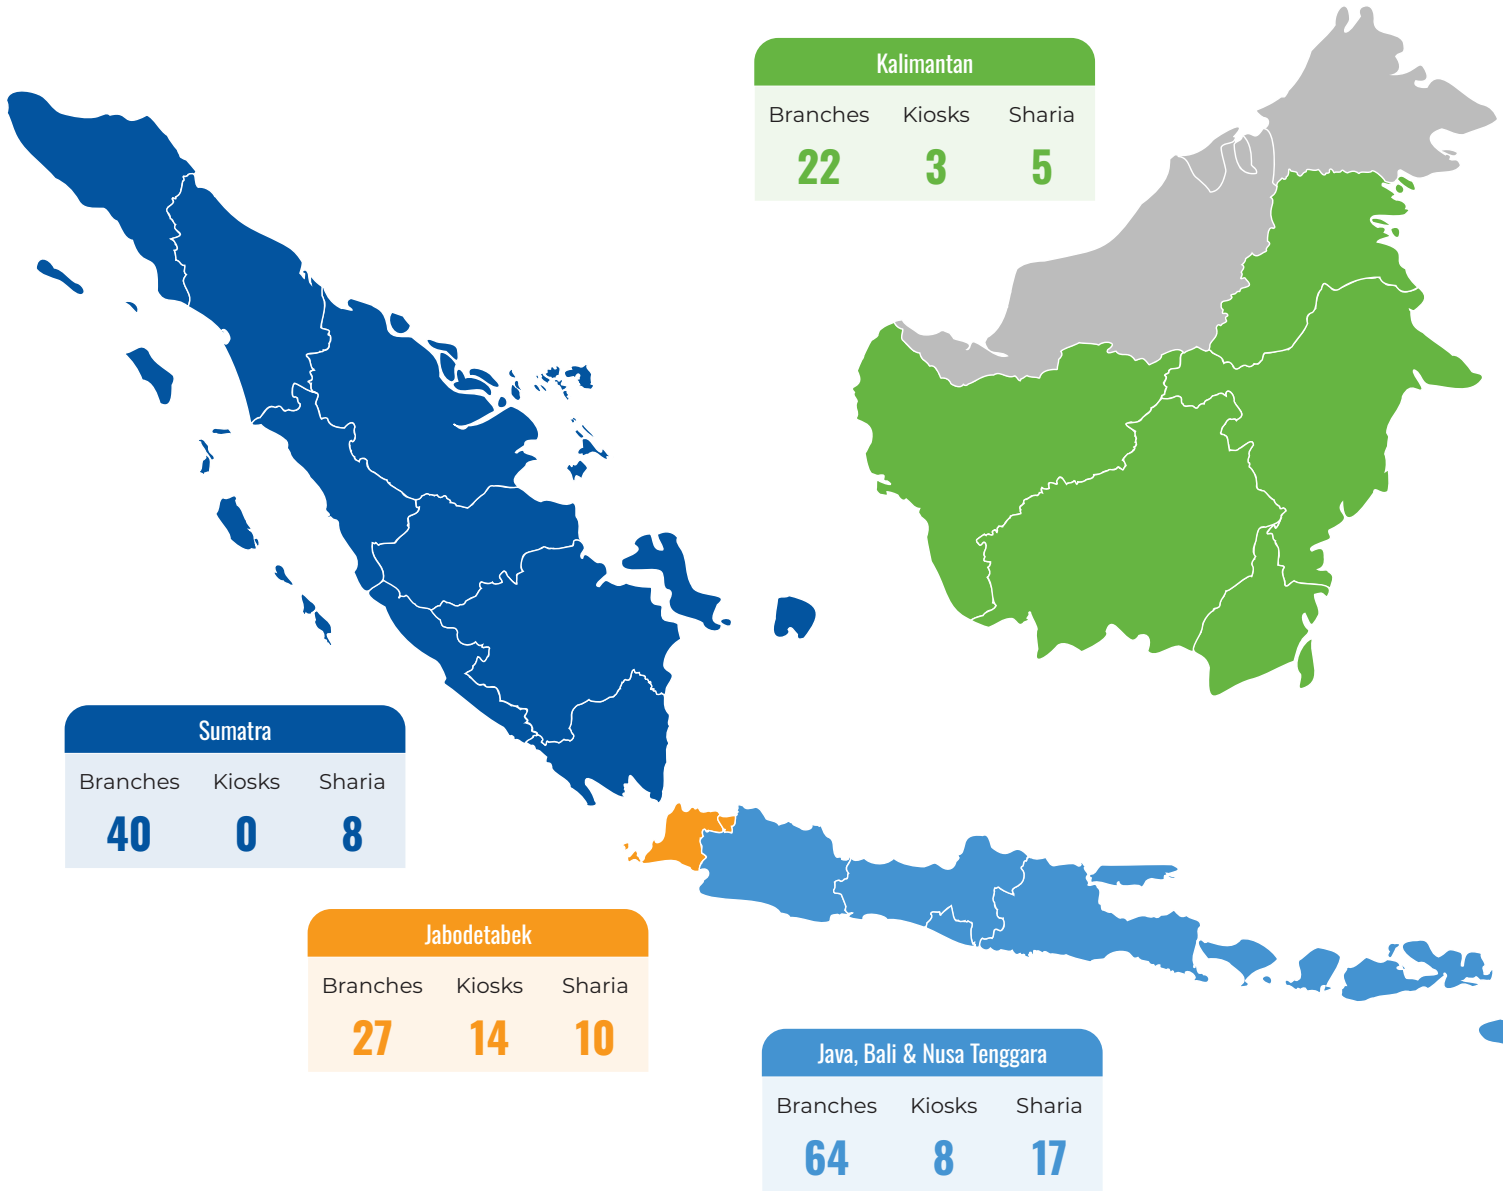 Kalimantan
Branches Kiosks Sharia
22 3 5
Sumatra
Branches Kiosks Sharia
40 0 8
Jabodetabek
Branches Kiosks Sharia
27 14 10
Java, Bali & Nusa Tenggara
Branches Kiosks Sharia
64 8 17